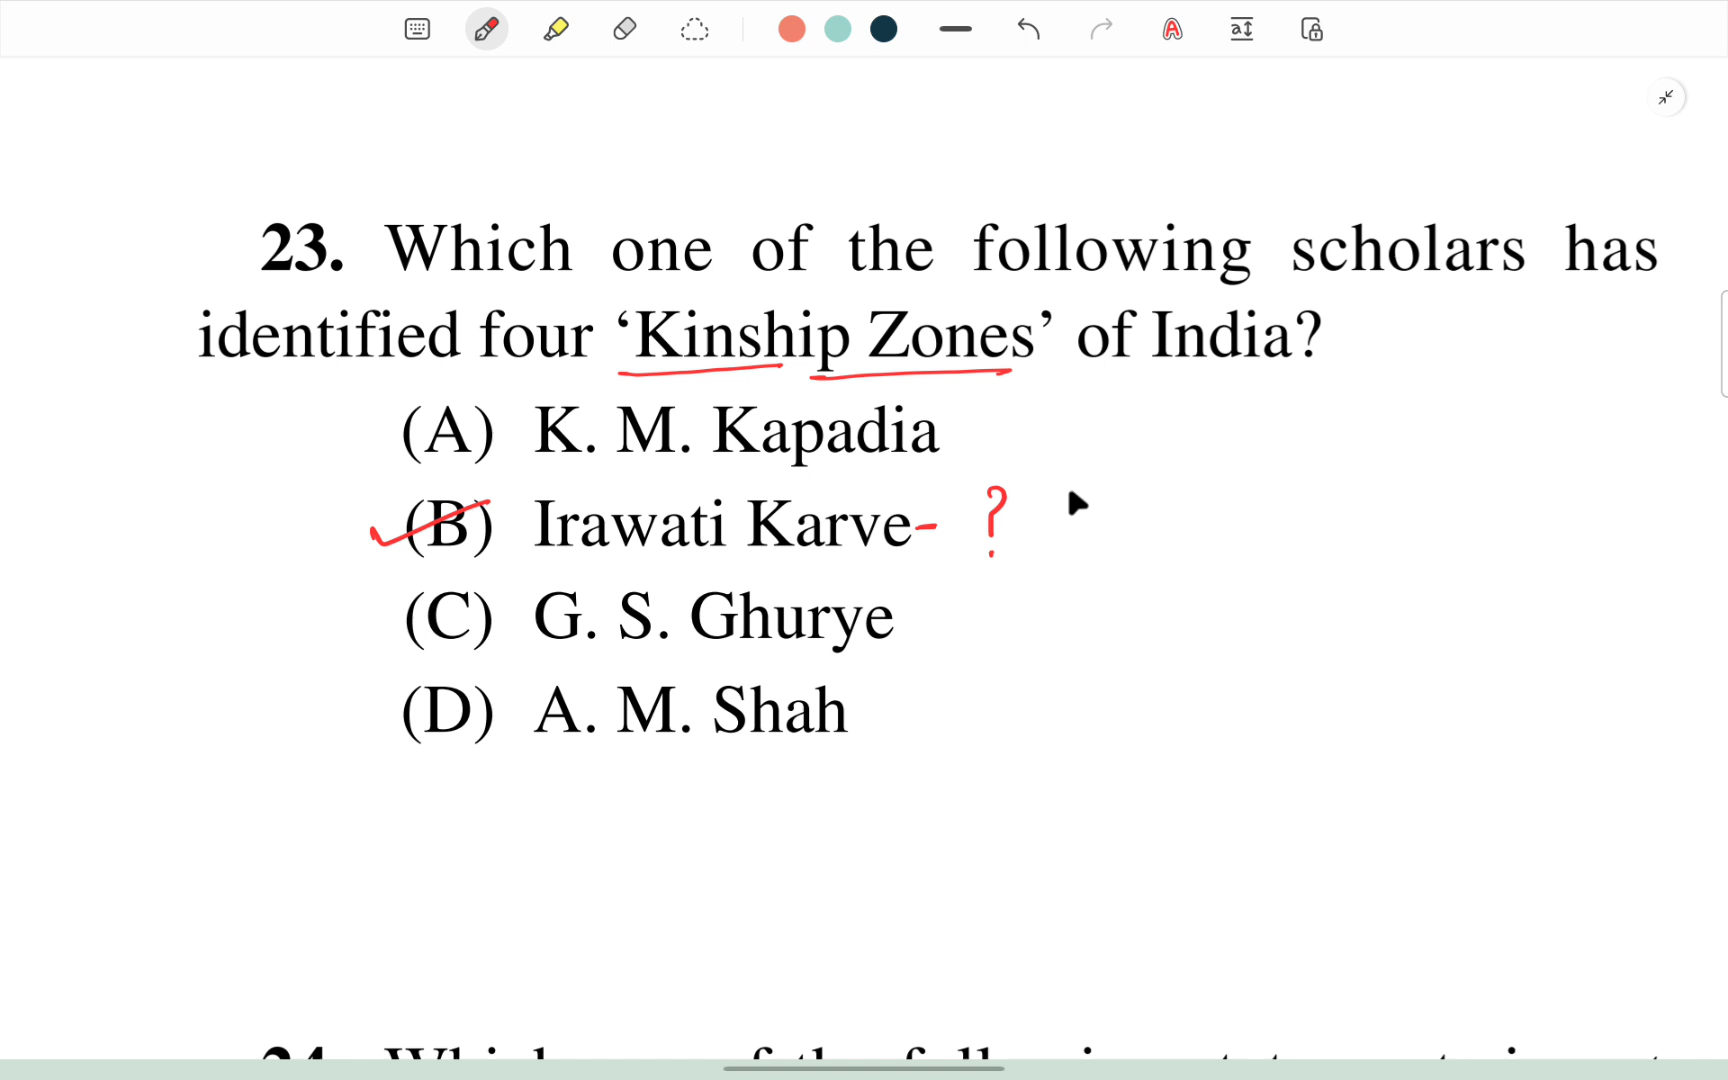 23. Which one of the following scholars has
identified four ‘Kinship Zones’ of India?
(A) K. M. Kapadia
(B) Irawati Karve- ?
(C) G. S. Ghurye
(D) A. M. Shah